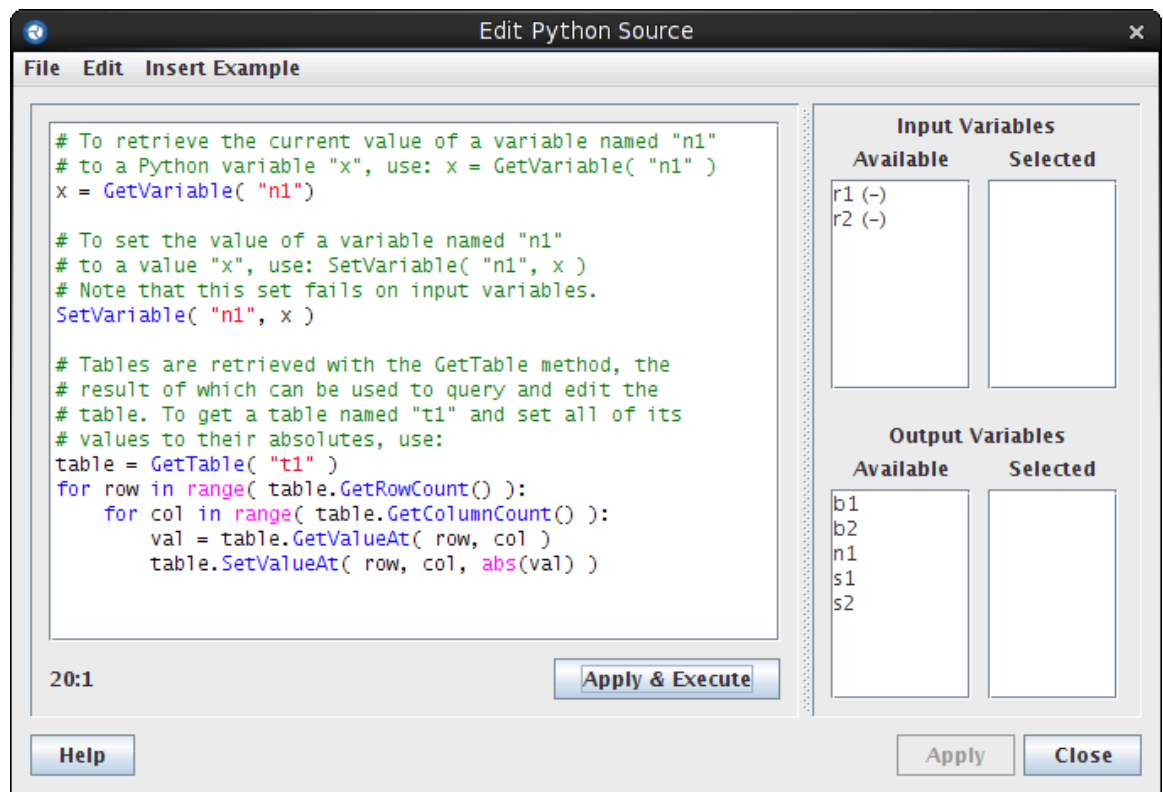 Edit Python Source
File Edit Insert Example
# To retrieve the current value of a variable named "n1"
# to a Python variable "x", use: x = GetVariable( "n1" )
x = GetVariable( "n1")
# To set the value of a variable named "n1"
# to a value "x", use: SetVariable( "n1", x )
# Note that this set fails on input variables.
SetVariable( "n1", x )
# Tables are retrieved with the GetTable method, the
# result of which can be used to query and edit the
# table. To get a table named "t1" and set all of its
# values to their absolutes, use:
table = GetTable( "t1" )
for row in range( table.GetRowCount() ):
    for col in range( table.GetColumnCount() ):
        val = table.GetValueAt( row, col )
        table.SetValueAt( row, col, abs(val) )
20:1
Apply & Execute
Input Variables
Available Selected
r1 (–)
r2 (–)
Output Variables
Available Selected
b1
b2
n1
s1
s2
Help
Apply
Close